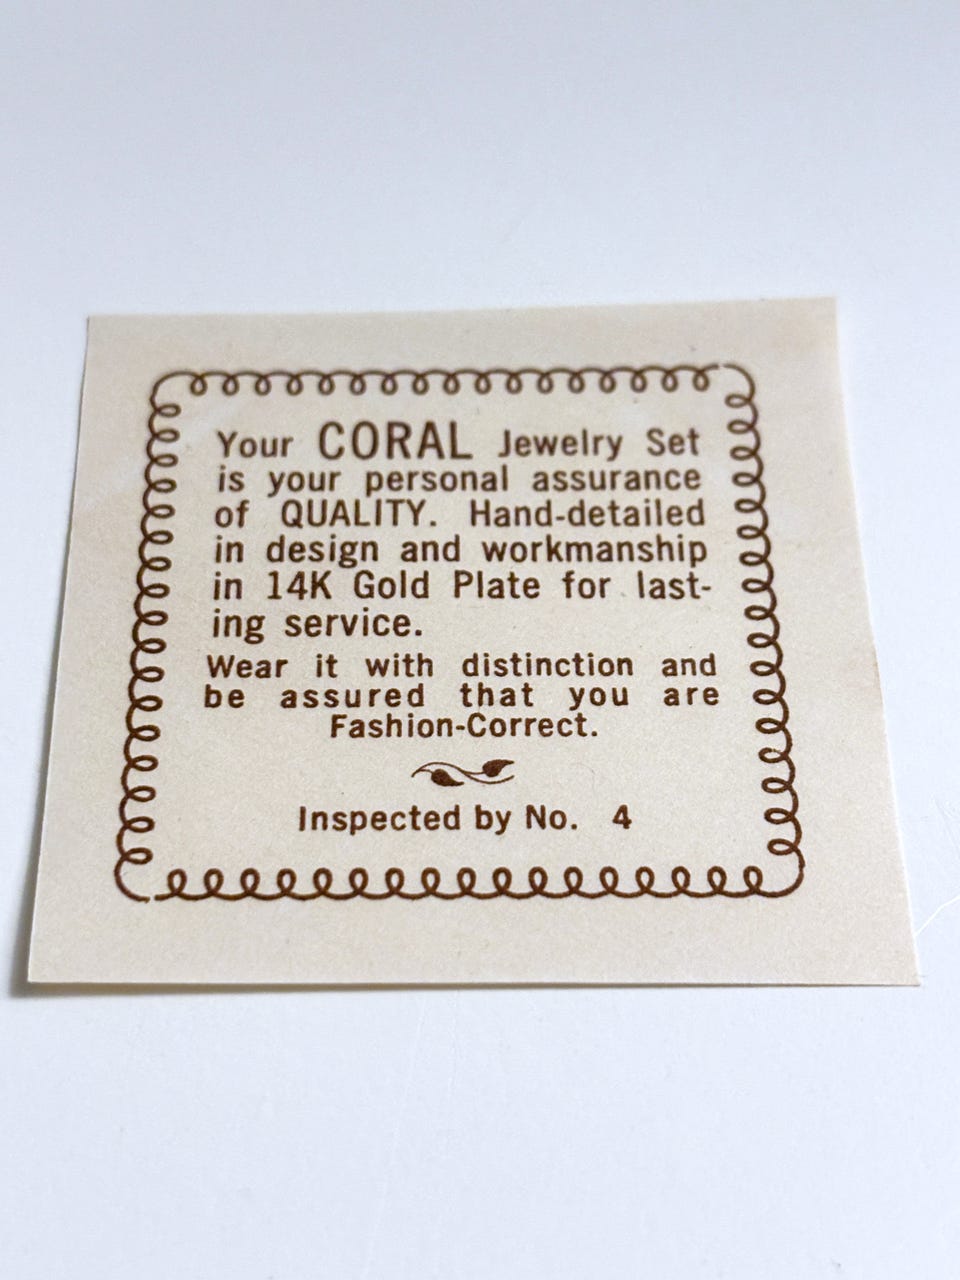 Your CORAL Jewelry Set
is your personal assurance
of QUALITY. Hand-detailed
in design and workmanship
in 14K Gold Plate for last-
ing service.
Wear it with distinction and
be assured that you are
Fashion-Correct.
Inspected by No. 4